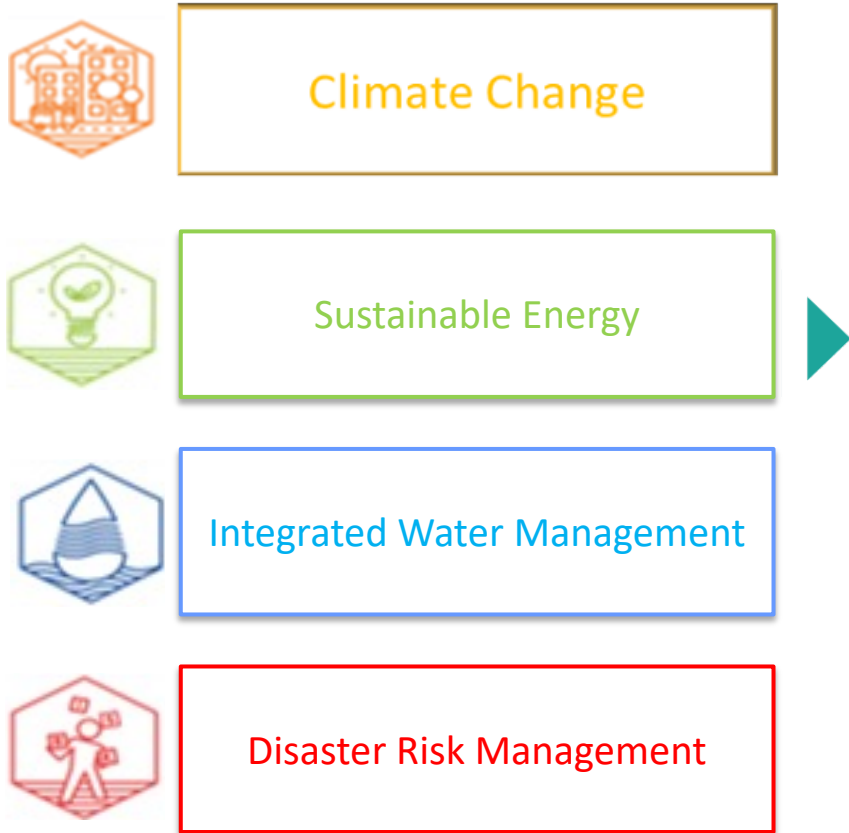 Climate Change
Sustainable Energy
Integrated Water Management
Disaster Risk Management